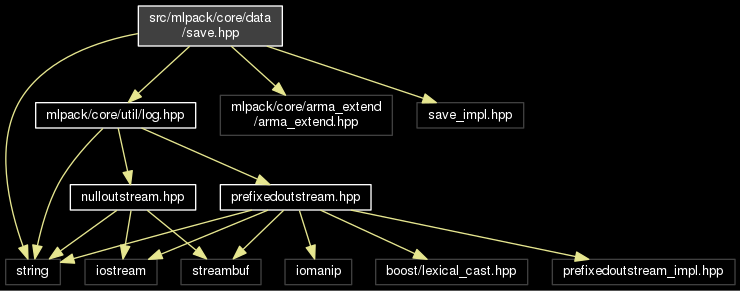 src/mlpack/core/data
/save.hpp
mlpack/core/util/log.hpp
mlpack/core/arma_extend
/arma_extend.hpp
save_impl.hpp
nulloutstream.hpp
prefixedoutstream.hpp
string
iostream
streambuf
iomanip
boost/lexical_cast.hpp
prefixedoutstream_impl.hpp